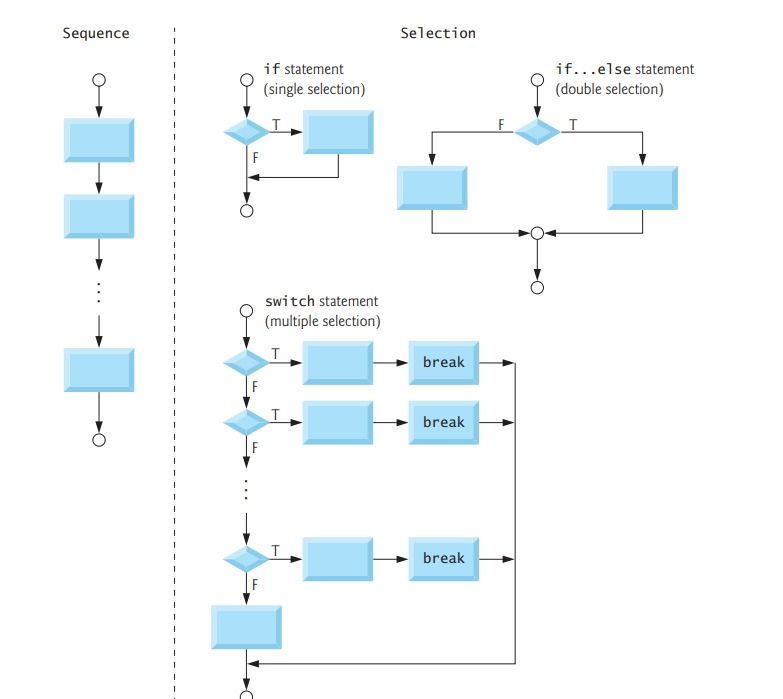 Sequence
Selection
if statement
(single selection)
T
F
if...else statement
(double selection)
F
T
switch statement
(multiple selection)
T
break
F
T
break
F
T
break
F